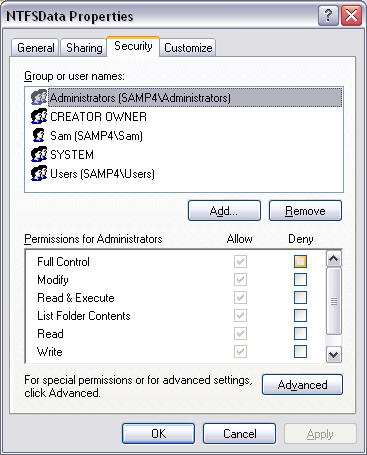 NTFSData Properties
General Sharing Security Customize
Group or user names:
Administrators (SAMP4\Administrators)
CREATOR OWNER
Sam (SAMP4\Sam)
SYSTEM
Users (SAMP4\Users)
Add... Remove
Permissions for Administrators Allow Deny
Full Control
Modify
Read & Execute
List Folder Contents
Read
Write
For special permissions or for advanced settings,
click Advanced.
Advanced
OK Cancel Apply